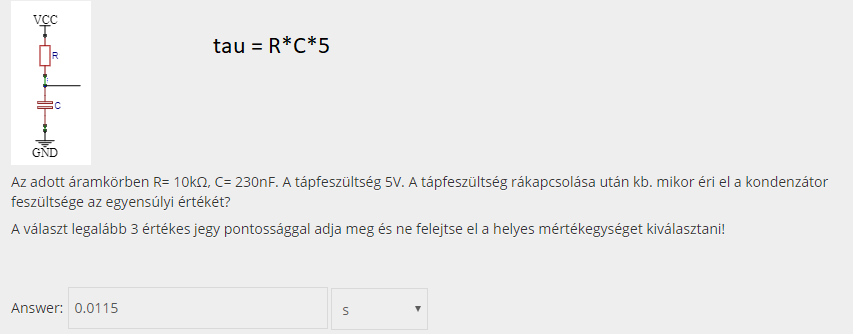 VCC
tau = R*C*5
R
C
GND
Az adott áramkörben R= 10kΩ, C= 230nF. A tápfeszültség 5V. A tápfeszültség rákapcsolása után kb. mikor éri el a kondenzátor
feszültsége az egyensúlyi értékét?
A választ legalább 3 értékes jegy pontossággal adja meg és ne felejtse el a helyes mértékegységet kiválasztani!
Answer: 0.0115 s